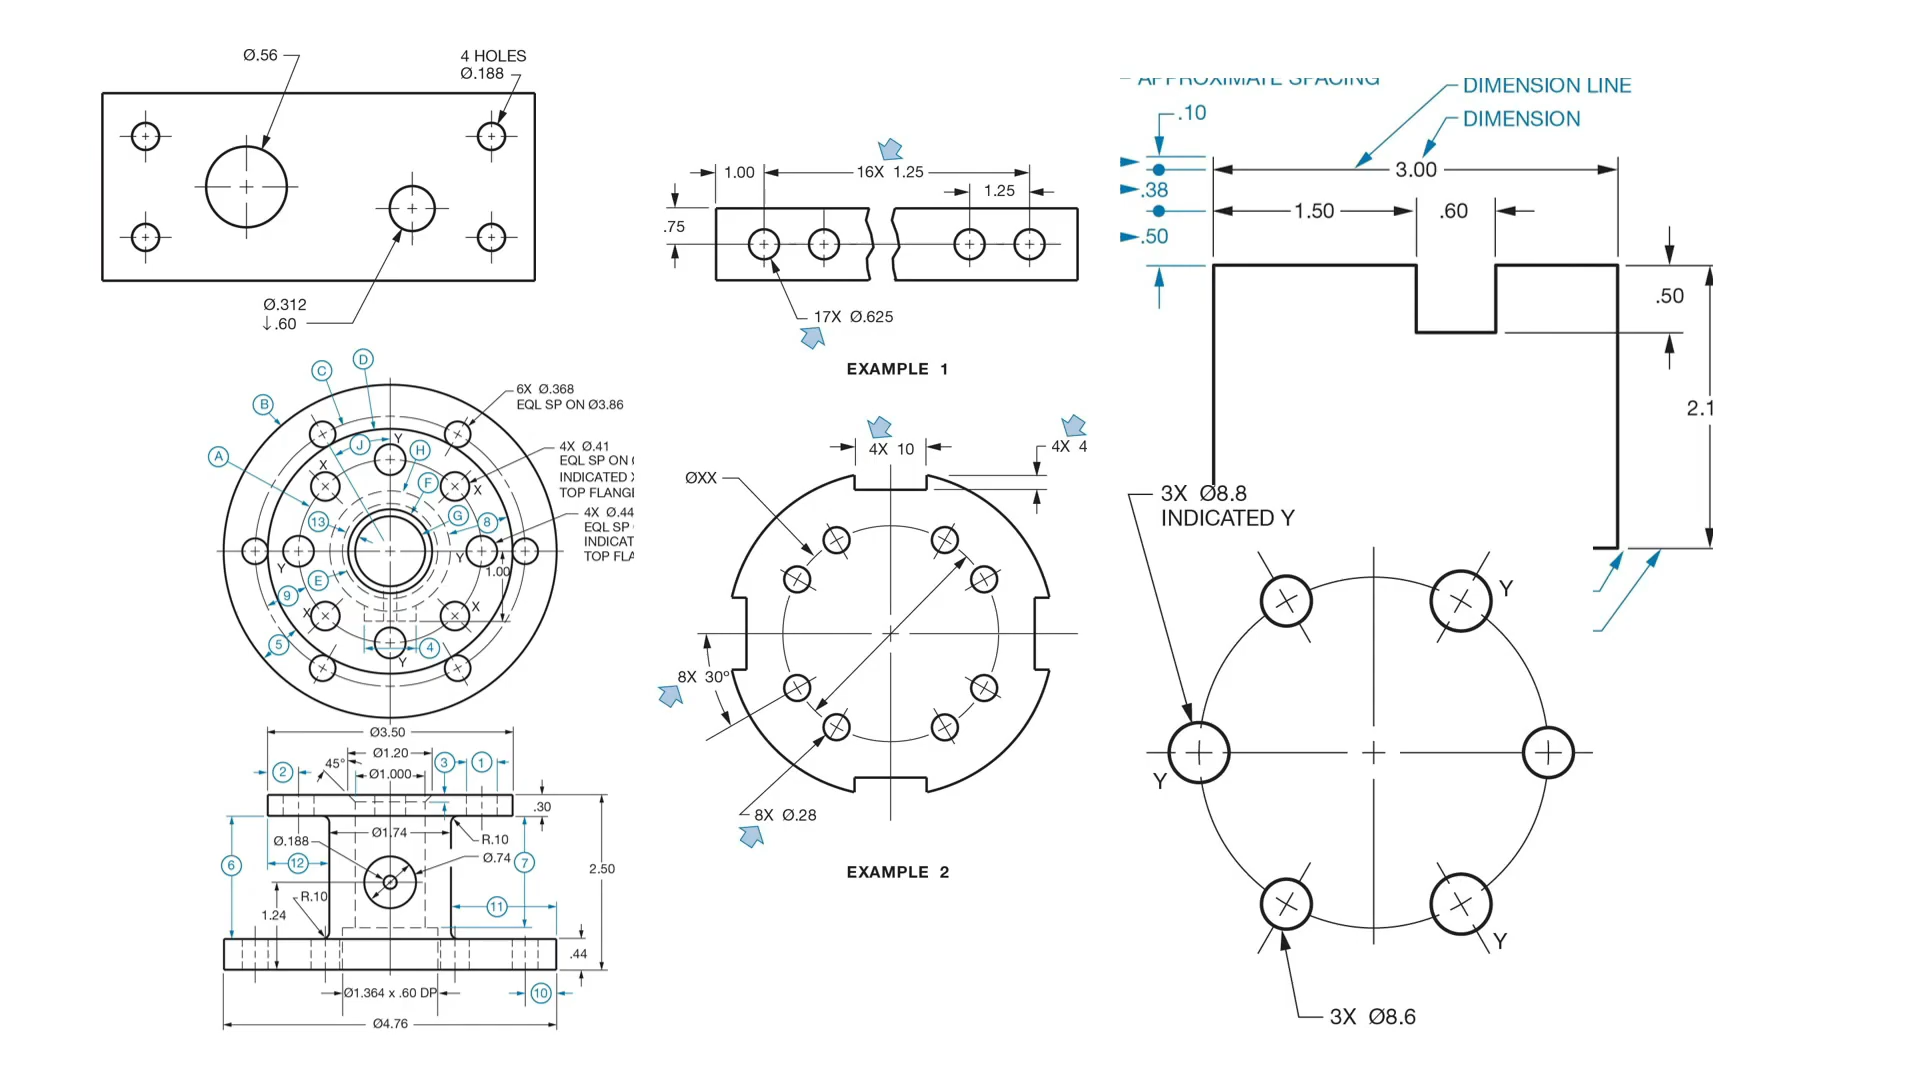 Ø.56
4 HOLES
Ø.188
Ø.312
↓.60
C
D
B
A
J
Y
H
X
F
X
13
G
8
Y
Y
1.00
E
9
X
X
5
Y
4
6X Ø.368
EQL SP ON Ø3.86
4X Ø.41
EQL SP ON
INDICATED
TOP FLANGE
4X Ø.44
EQL SP
INDICAT
TOP FLA
Ø3.50
Ø1.20
45°
Ø1.000
2
3
1
.30
Ø1.74
Ø.188
R.10
Ø.74
6
12
7
2.50
R.10
11
1.24
.44
Ø1.364 x .60 DP
10
Ø4.76
1.00
16X 1.25
1.25
.75
17X Ø.625
EXAMPLE 1
4X 10
4X 4
ØXX
8X 30°
8X Ø.28
EXAMPLE 2
APPROXIMATE SPACING
DIMENSION LINE
.10
DIMENSION
3.00
.38
1.50
.60
.50
.50
2.1
3X Ø8.8
INDICATED Y
Y
Y
Y
3X Ø8.6